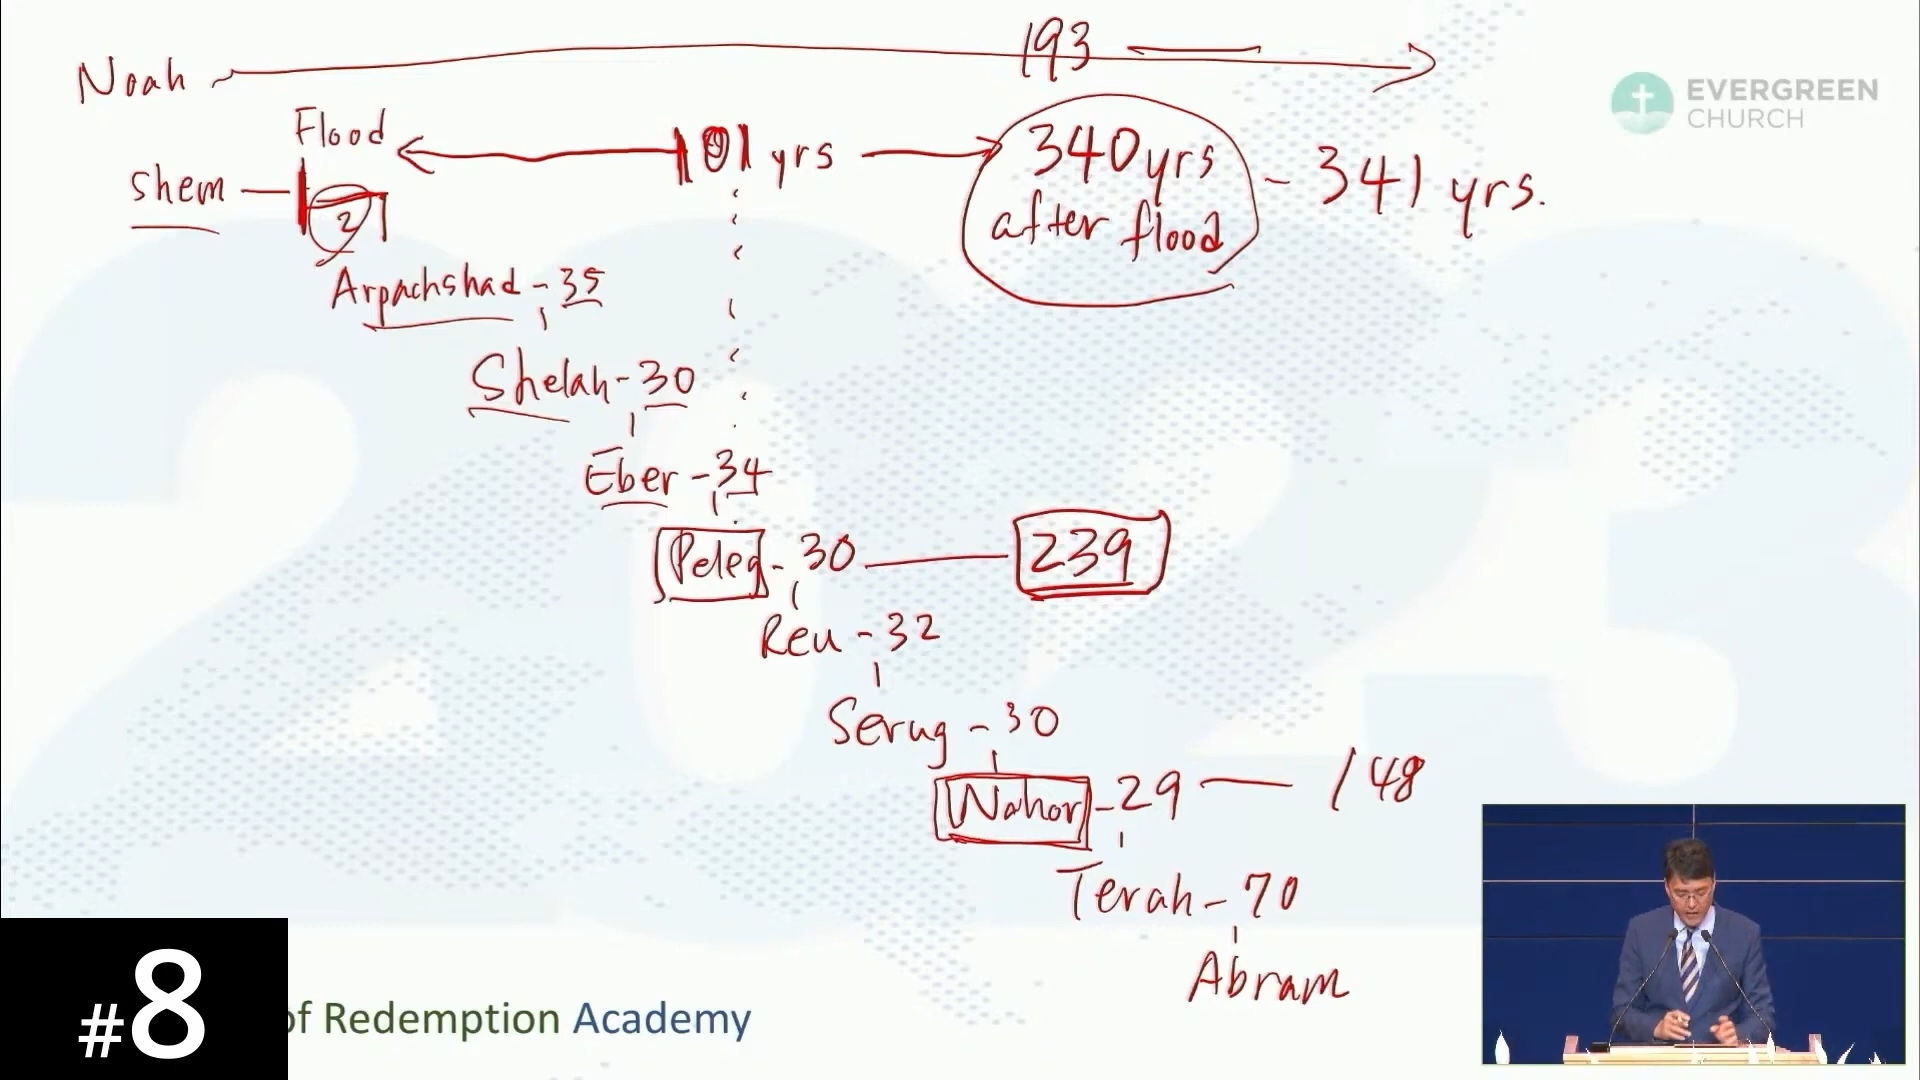 193
Noah
EVERGREEN
CHURCH
Flood
101 yrs
340 yrs
after flood
- 341 yrs.
Shem
2
Arpachshad - 35
Shelah - 30
Eber - 34
Peleg - 30
239
Reu - 32
Serug - 30
Nahor - 29
148
Terah - 70
Abram
#8
of Redemption Academy